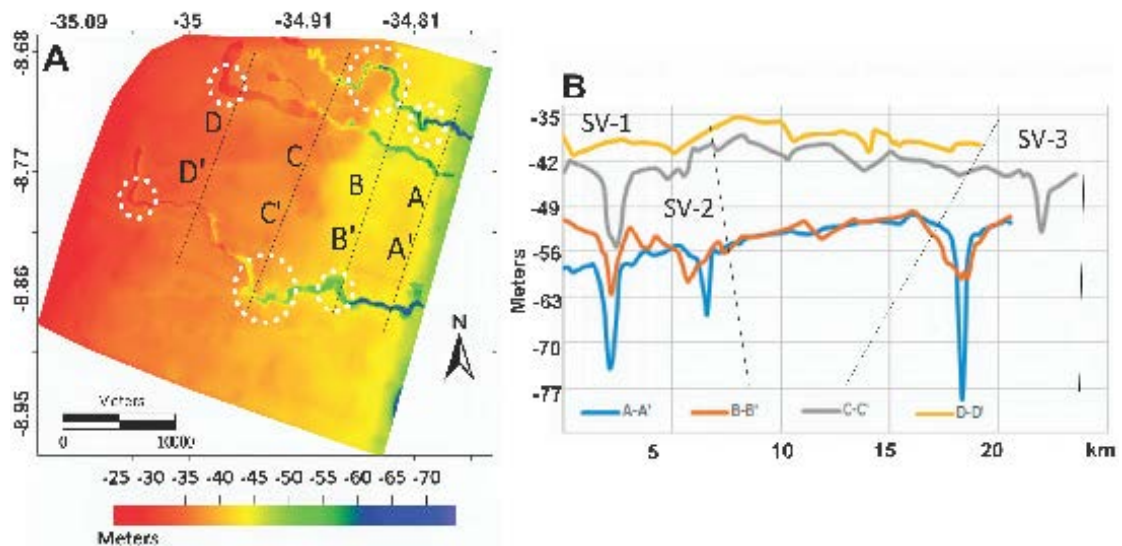 -35.09 -35 -34.91 -34.81
A
-8.68
-8.77
-8.86
-8.95
D
D'
C
C'
B
B'
A
A'
N
0 10000
-25 -30 -35 -40 -45 -50 -55 -60 -65 -70
Meters
B
SV-1
SV-2
SV-3
-35
-42
-49
-56
-63
-70
-77
Meters
A-A' B-B' C-C' D-D'
5 10 15 20 km